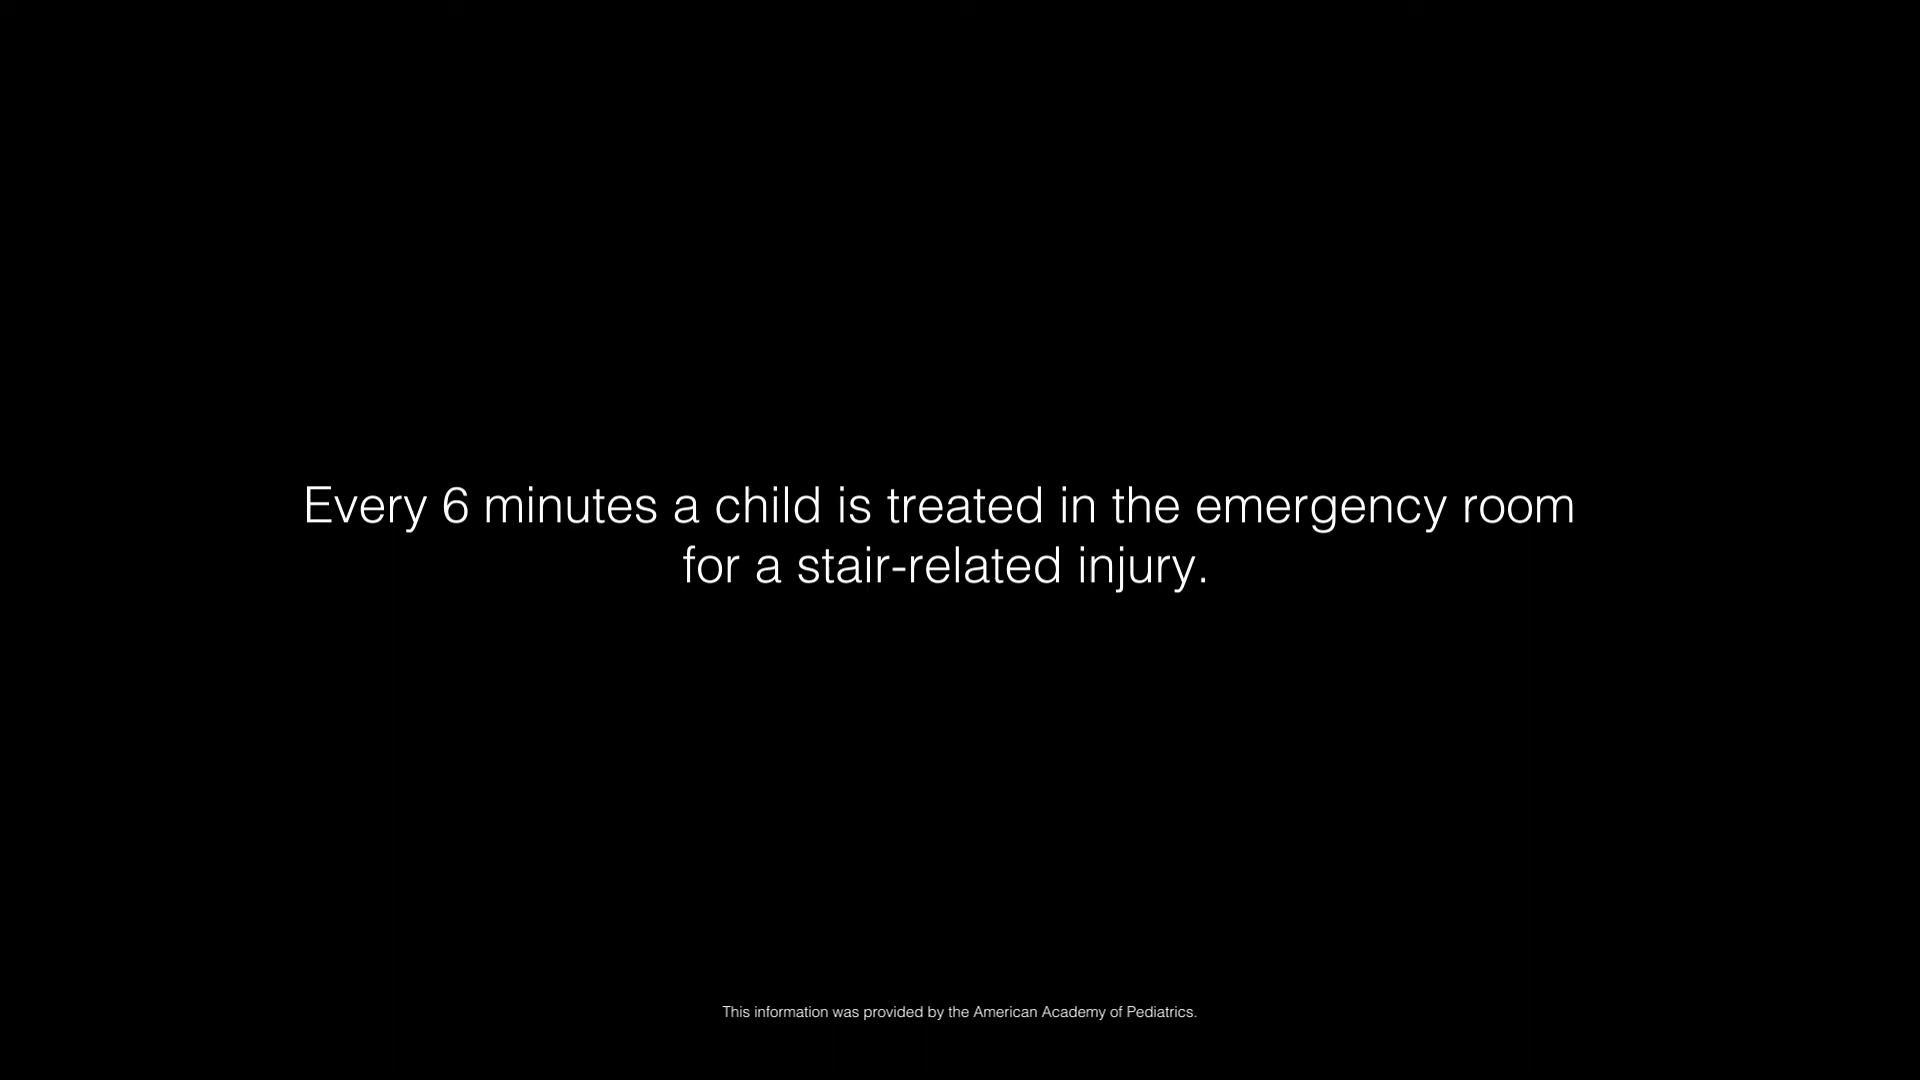 Every 6 minutes a child is treated in the emergency room
for a stair-related injury.
This information was provided by the American Academy of Pediatrics.